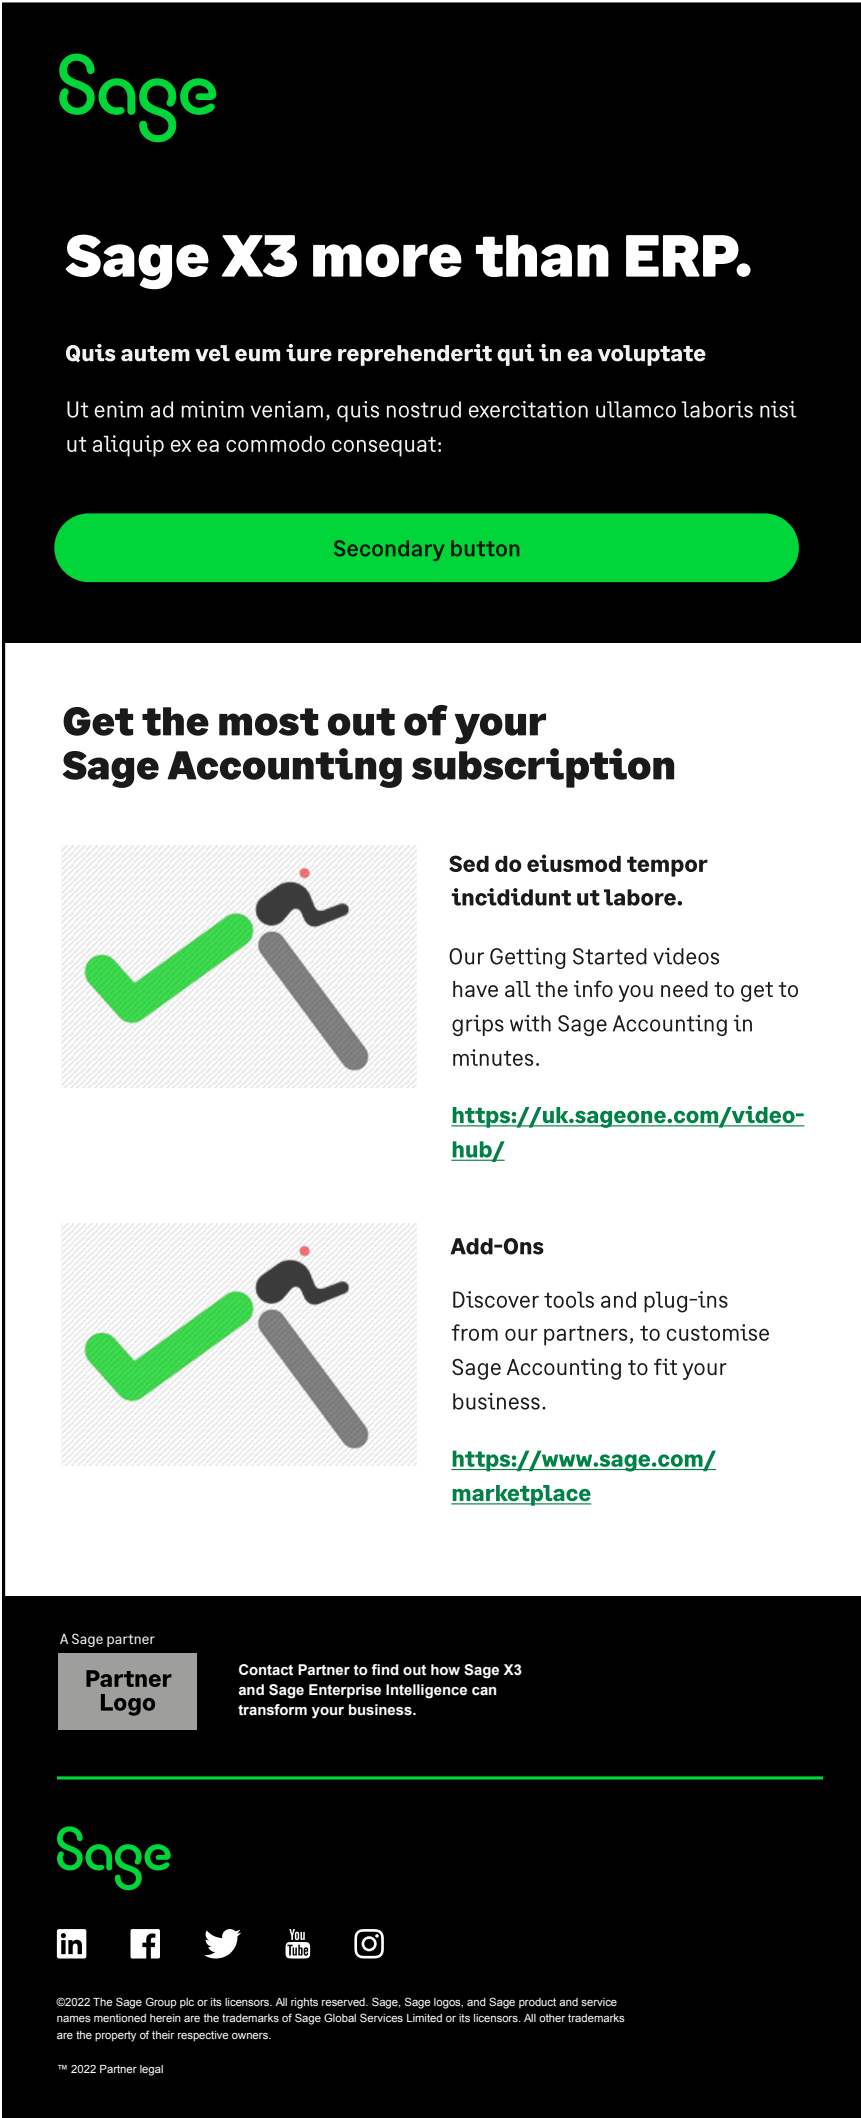 Sage
Sage X3 more than ERP.
Quis autem vel eum iure reprehenderit qui in ea voluptate
Ut enim ad minim veniam, quis nostrud exercitation ullamco laboris nisi
ut aliquip ex ea commodo consequat:
Secondary button
Get the most out of your
Sage Accounting subscription
Sed do eiusmod tempor
incididunt ut labore.
Our Getting Started videos
have all the info you need to get to
grips with Sage Accounting in
minutes.
https://uk.sageone.com/video-
hub/
Add-Ons
Discover tools and plug-ins
from our partners, to customise
Sage Accounting to fit your
business.
https://www.sage.com/
marketplace
A Sage partner
Partner
Logo
Contact Partner to find out how Sage X3
and Sage Enterprise Intelligence can
transform your business.
Sage
in
You
Tube
©2022 The Sage Group plc or its licensors. All rights reserved. Sage, Sage logos, and Sage product and service
names mentioned herein are the trademarks of Sage Global Services Limited or its licensors. All other trademarks
are the property of their respective owners.
™ 2022 Partner legal